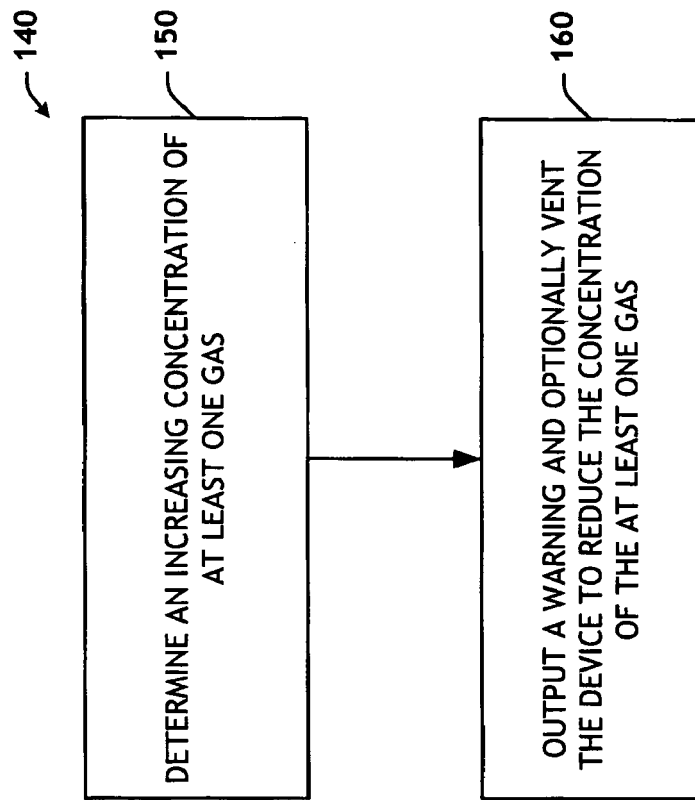 140
150
DETERMINE AN INCREASING CONCENTRATION OF
AT LEAST ONE GAS
160
OUTPUT A WARNING AND OPTIONALLY VENT
THE DEVICE TO REDUCE THE CONCENTRATION
OF THE AT LEAST ONE GAS